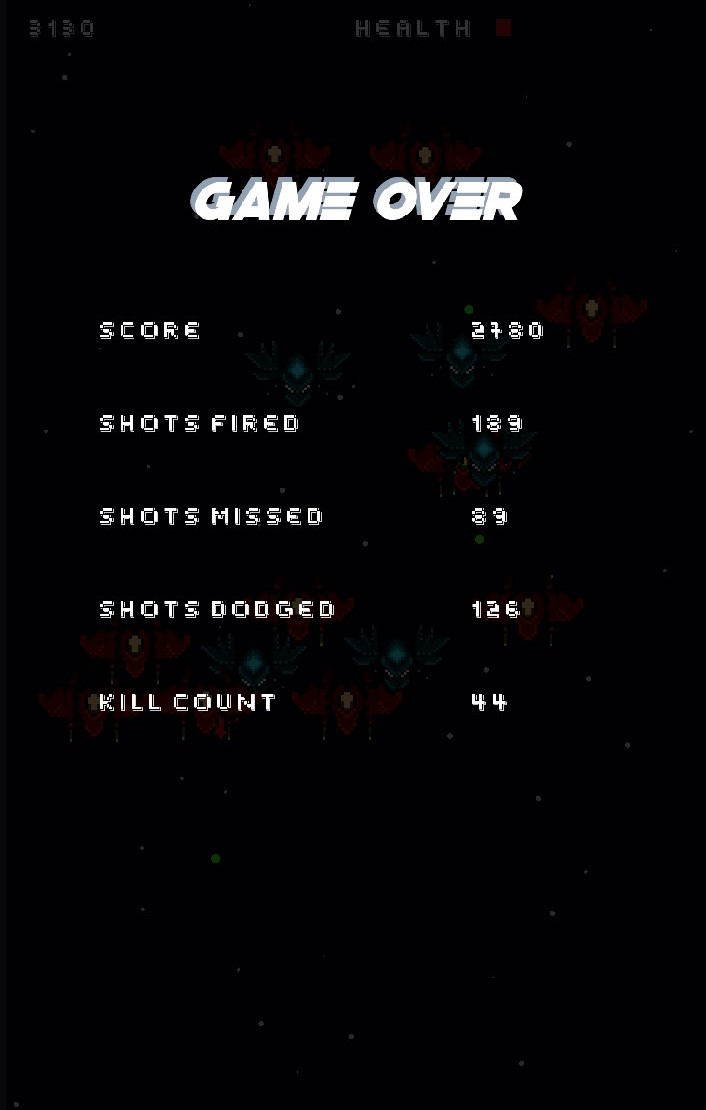 3130 HEALTH
GAME OVER
SCORE 2780
SHOTS FIRED 189
SHOTS MISSED 89
SHOTS DODGED 126
KILL COUNT 44